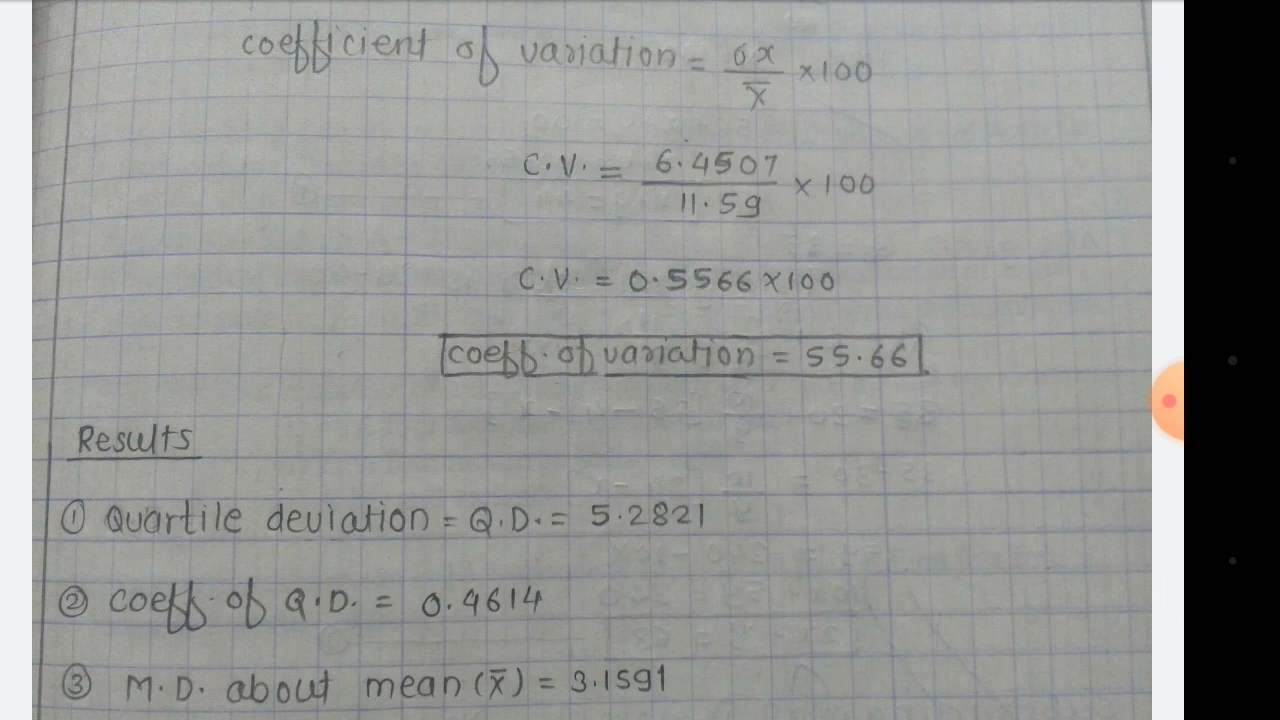 coefficient of variation = σx / x̄ ×100
C.V. = 6.4507 / 11.59 × 100
C.V. = 0.5566 × 100
coeff. of variation = 55.66
Results
① Quartile deviation = Q.D. = 5.2821
② coeff. of Q.D. = 0.4614
③ M.D. about mean (x̄) = 3.1591